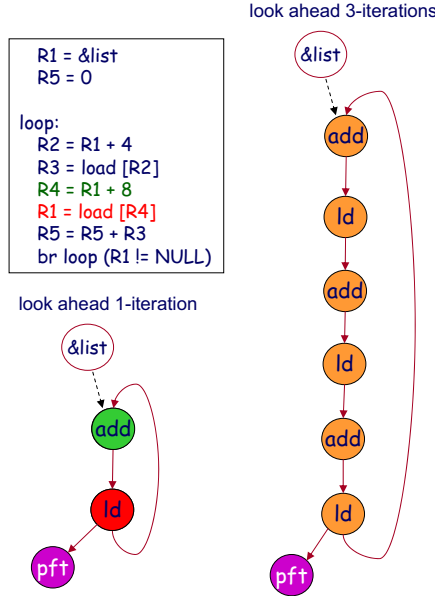 look ahead 3-iterations
R1 = &list
R5 = 0
loop:
R2 = R1 + 4
R3 = load [R2]
R4 = R1 + 8
R1 = load [R4]
R5 = R5 + R3
br loop (R1 != NULL)
look ahead 1-iteration
&list
add
ld
pft
&list
add
ld
add
ld
add
ld
pft